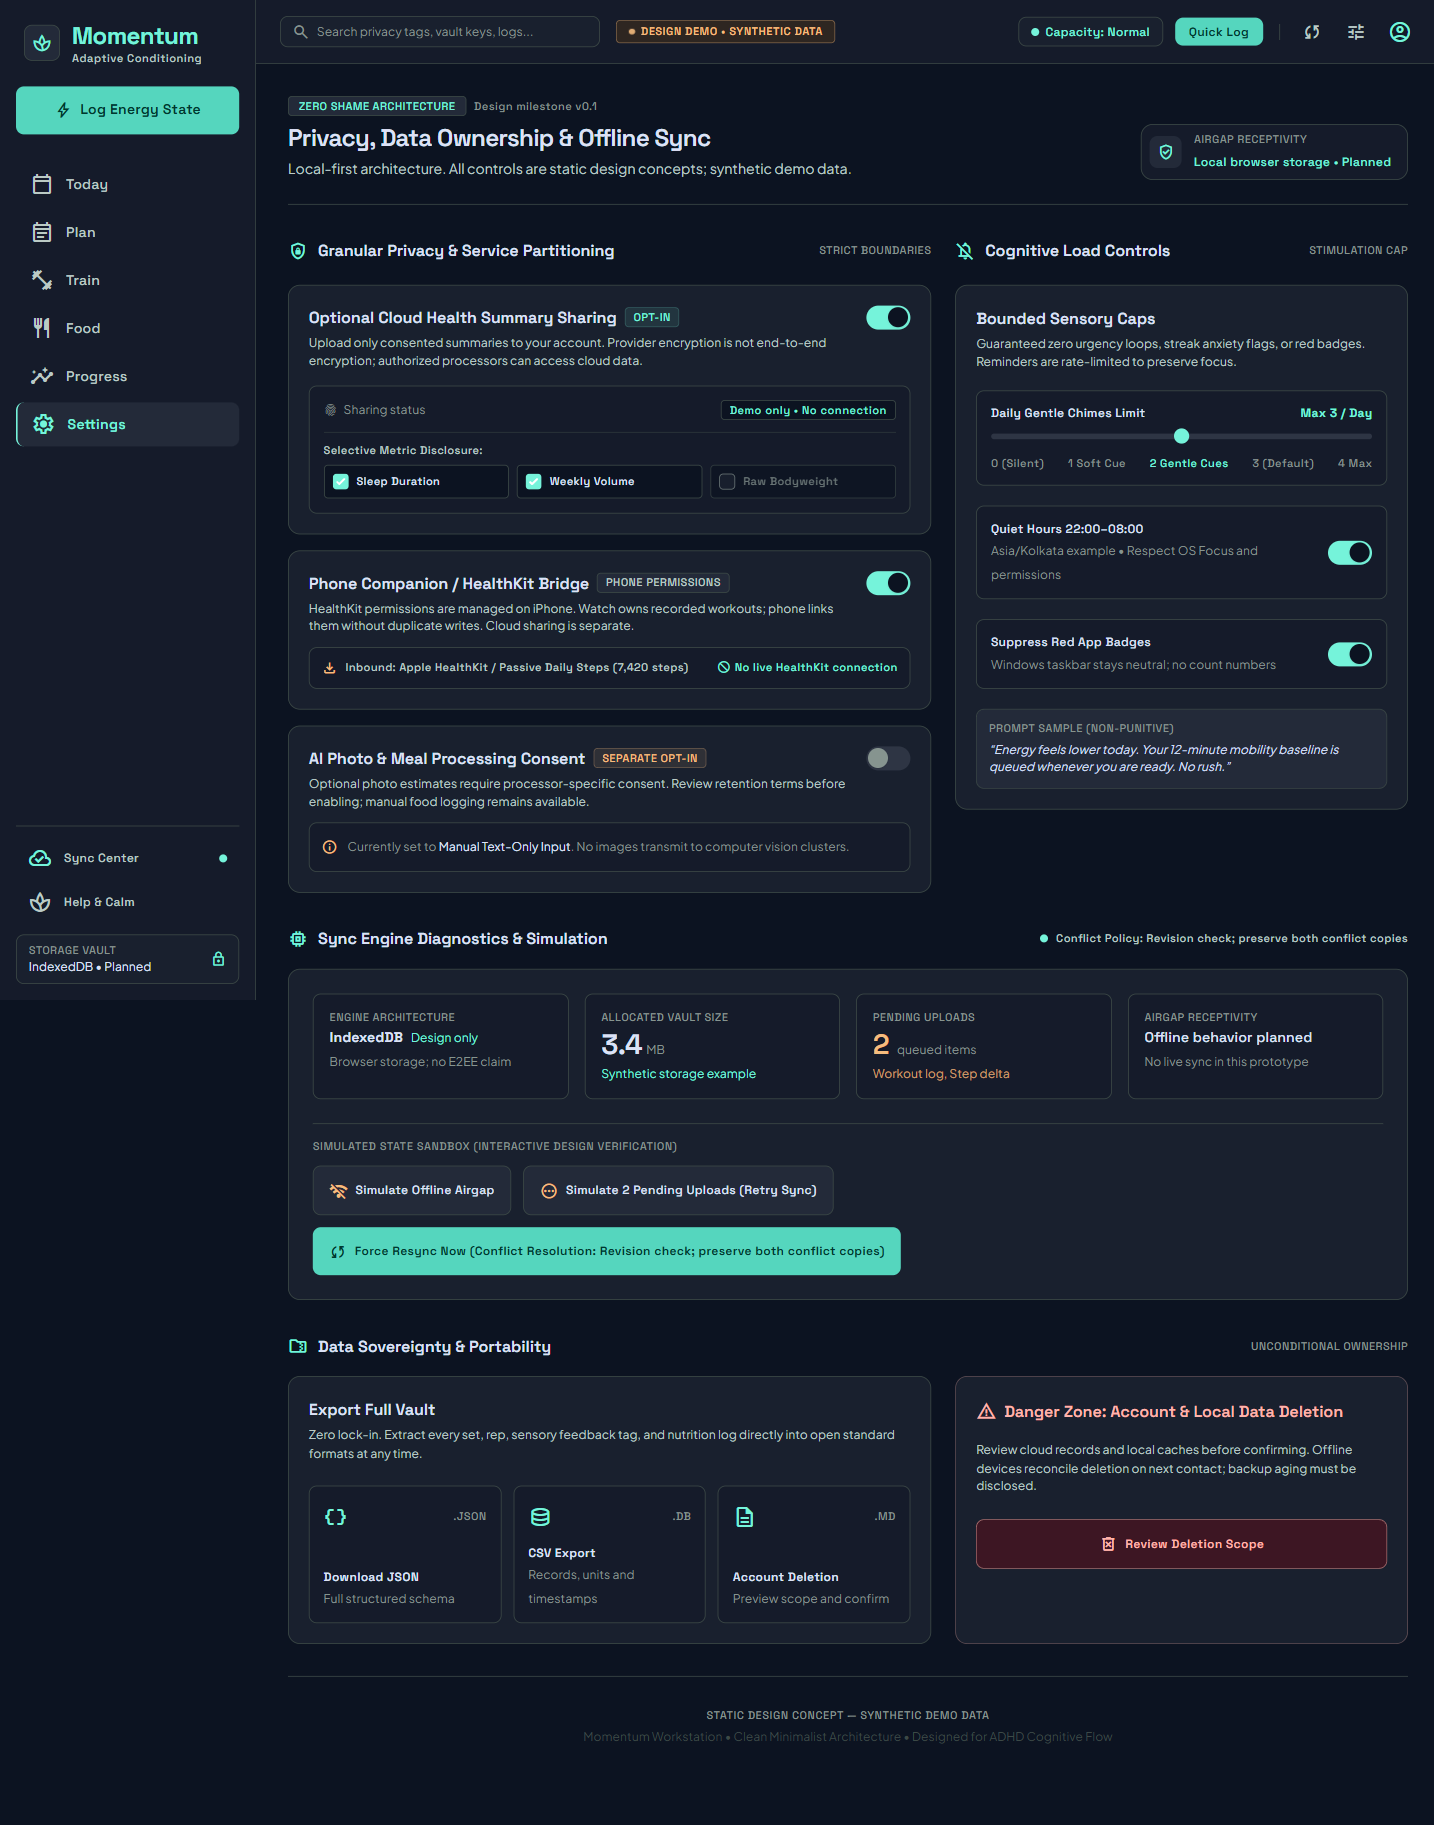 Momentum
Adaptive Conditioning
Log Energy State
Today
Plan
Train
Food
Progress
Settings
Sync Center
Help & Calm
STORAGE VAULT
IndexedDB • Planned
Search privacy tags, vault keys, logs...
DESIGN DEMO • SYNTHETIC DATA
Capacity: Normal
Quick Log
ZERO SHAME ARCHITECTURE
Design milestone v0.1
Privacy, Data Ownership & Offline Sync
Local-first architecture. All controls are static design concepts; synthetic demo data.
AIRGAP RECEPTIVITY
Local browser storage • Planned
Granular Privacy & Service Partitioning
STRICT BOUNDARIES
Optional Cloud Health Summary Sharing
OPT-IN
Upload only consented summaries to your account. Provider encryption is not end-to-end
encryption; authorized processors can access cloud data.
Sharing status
Demo only • No connection
Selective Metric Disclosure:
Sleep Duration
Weekly Volume
Raw Bodyweight
Phone Companion / HealthKit Bridge
PHONE PERMISSIONS
HealthKit permissions are managed on iPhone. Watch owns recorded workouts; phone links
them without duplicate writes. Cloud sharing is separate.
Inbound: Apple HealthKit / Passive Daily Steps (7,420 steps)
No live HealthKit connection
AI Photo & Meal Processing Consent
SEPARATE OPT-IN
Optional photo estimates require processor-specific consent. Review retention terms before
enabling; manual food logging remains available.
Currently set to Manual Text-Only Input. No images transmit to computer vision clusters.
Cognitive Load Controls
STIMULATION CAP
Bounded Sensory Caps
Guaranteed zero urgency loops, streak anxiety flags, or red badges.
Reminders are rate-limited to preserve focus.
Daily Gentle Chimes Limit
Max 3 / Day
0 (Silent)
1 Soft Cue
2 Gentle Cues
3 (Default)
4 Max
Quiet Hours 22:00–08:00
Asia/Kolkata example • Respect OS Focus and
permissions
Suppress Red App Badges
Windows taskbar stays neutral; no count numbers
PROMPT SAMPLE (NON-PUNITIVE)
"Energy feels lower today. Your 12-minute mobility baseline is
queued whenever you are ready. No rush."
Sync Engine Diagnostics & Simulation
Conflict Policy: Revision check; preserve both conflict copies
ENGINE ARCHITECTURE
IndexedDB Design only
Browser storage; no E2EE claim
ALLOCATED VAULT SIZE
3.4 MB
Synthetic storage example
PENDING UPLOADS
2 queued items
Workout log, Step delta
AIRGAP RECEPTIVITY
Offline behavior planned
No live sync in this prototype
SIMULATED STATE SANDBOX (INTERACTIVE DESIGN VERIFICATION)
Simulate Offline Airgap
Simulate 2 Pending Uploads (Retry Sync)
Force Resync Now (Conflict Resolution: Revision check; preserve both conflict copies)
Data Sovereignty & Portability
UNCONDITIONAL OWNERSHIP
Export Full Vault
Zero lock-in. Extract every set, rep, sensory feedback tag, and nutrition log directly into open standard
formats at any time.
.JSON
Download JSON
Full structured schema
.DB
CSV Export
Records, units and
timestamps
.MD
Account Deletion
Preview scope and confirm
Danger Zone: Account & Local Data Deletion
Review cloud records and local caches before confirming. Offline
devices reconcile deletion on next contact; backup aging must be
disclosed.
Review Deletion Scope
STATIC DESIGN CONCEPT — SYNTHETIC DEMO DATA
Momentum Workstation • Clean Minimalist Architecture • Designed for ADHD Cognitive Flow